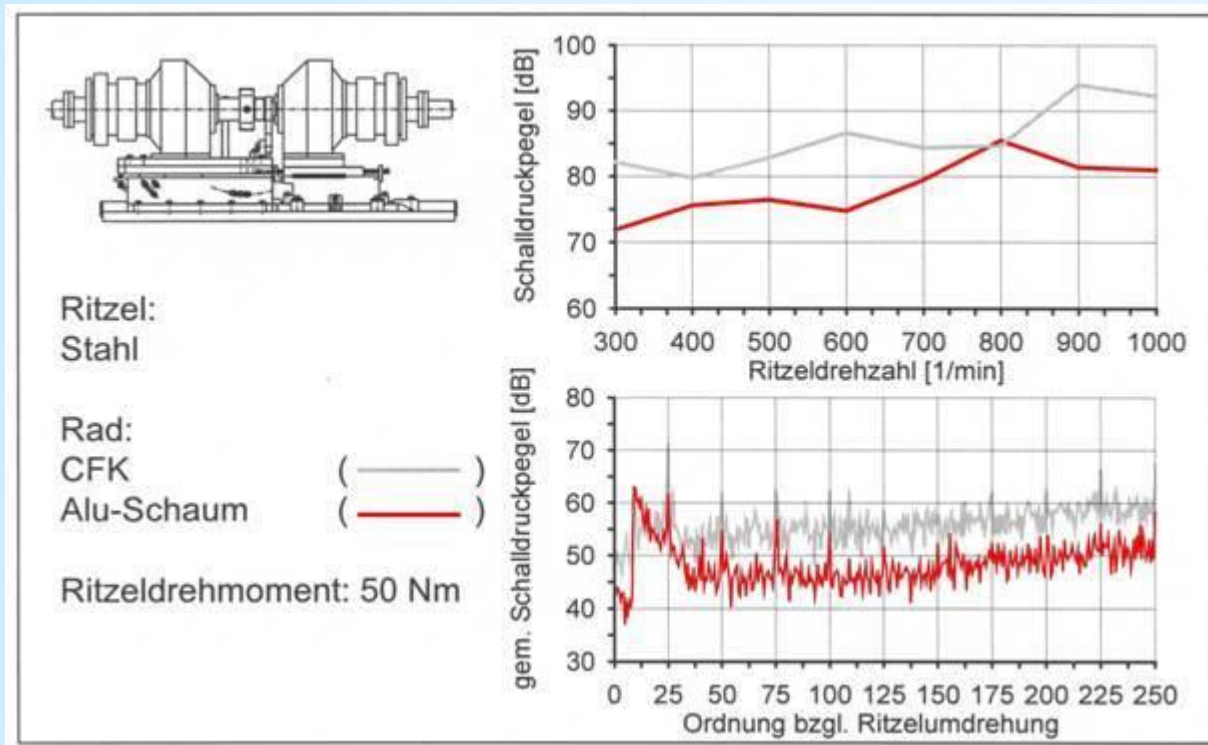 Ritzel:
Stahl
Rad:
CFK ( )
Alu-Schaum ( )
Ritzeldrehmoment: 50 Nm
Schalldruckpegel [dB]
100
90
80
70
60
300 400 500 600 700 800 900 1000
Ritzeldrehzahl [1/min]
gem. Schalldruckpegel [dB]
80
70
60
50
40
30
0 25 50 75 100 125 150 175 200 225 250
Ordnung bzgl. Ritzelumdrehung